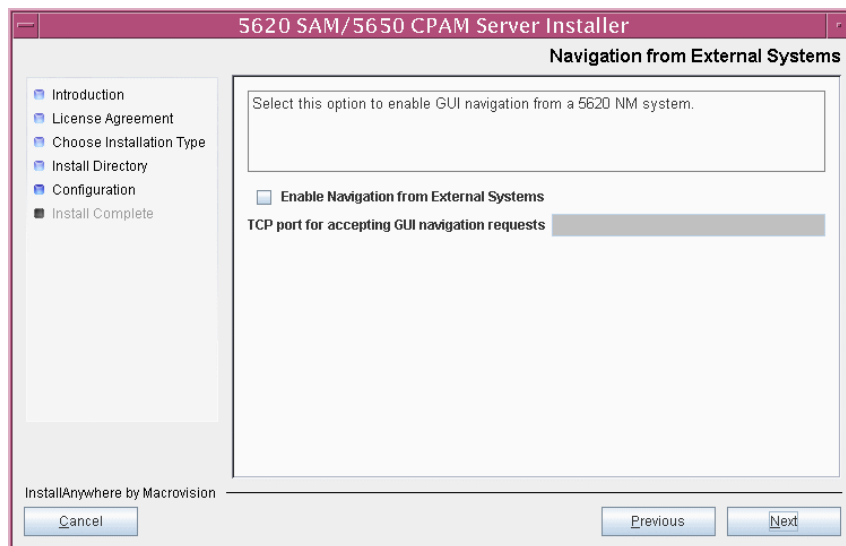 5620 SAM/5650 CPAM Server Installer
Navigation from External Systems
Introduction
License Agreement
Choose Installation Type
Install Directory
Configuration
Install Complete
Select this option to enable GUI navigation from a 5620 NM system.
Enable Navigation from External Systems
TCP port for accepting GUI navigation requests
InstallAnywhere by Macrovision
Cancel
Previous
Next